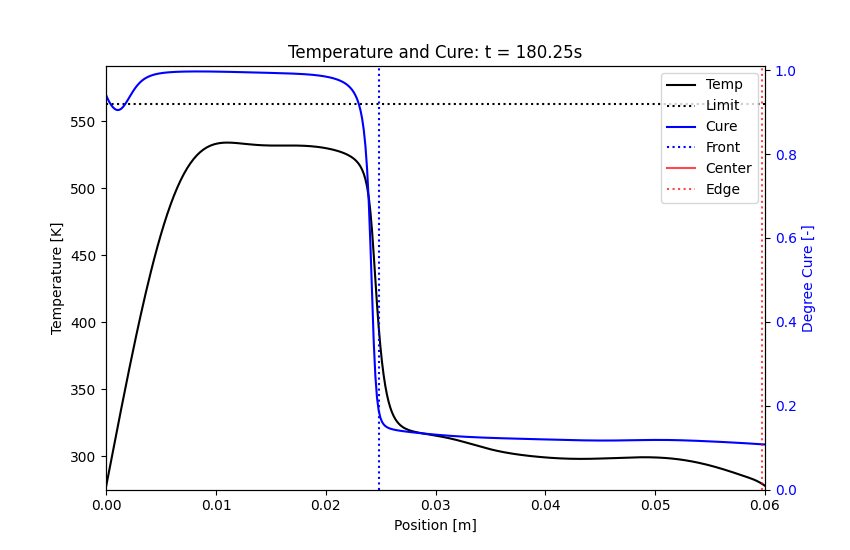 Temperature and Cure: t = 180.25s
Temperature [K]
550
500
450
400
350
300
0.00
0.01
0.02
0.03
0.04
0.05
0.06
Position [m]
1.0
0.8
0.6
0.4
0.2
0.0
Degree Cure [-]
Temp
Limit
Cure
Front
Center
Edge